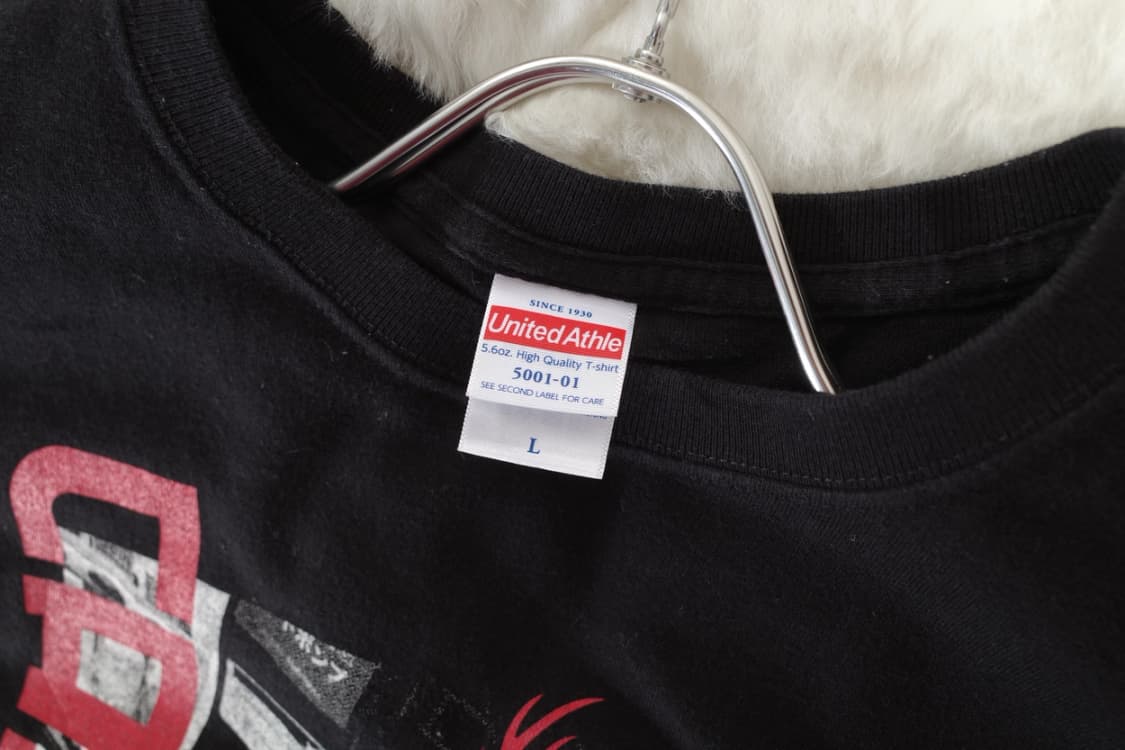 SINCE 1930
United Athle
5.6oz. High Quality T-shirt
5001-01
SEE SECOND LABEL FOR CARE
L